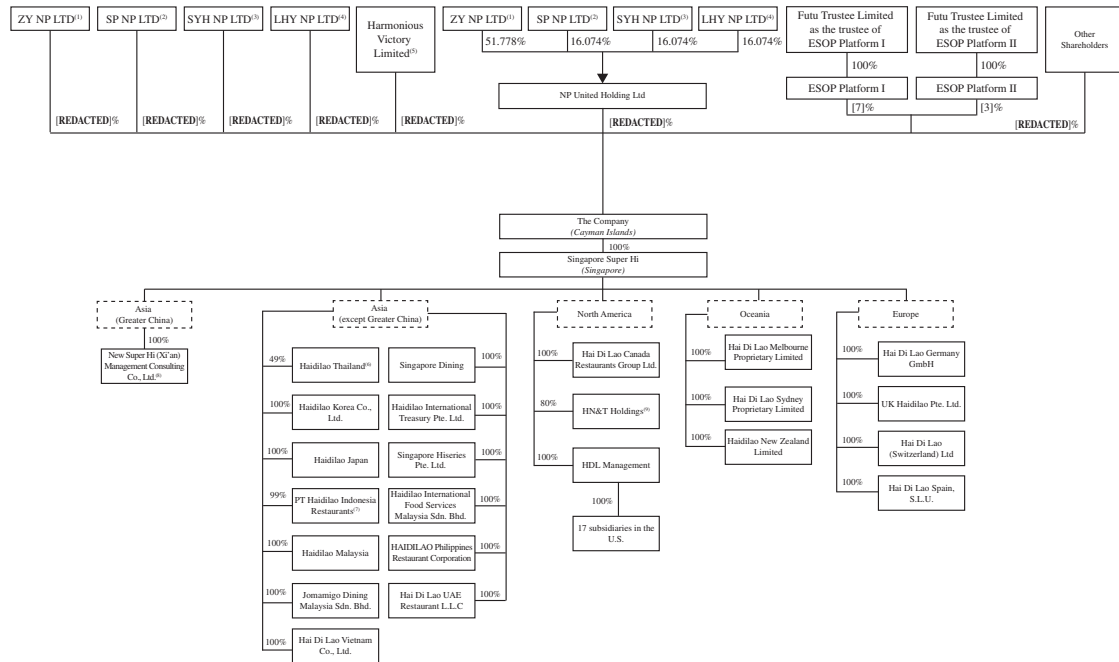 ZY NP LTD(1)
SP NP LTD(2)
SYH NP LTD(3)
LHY NP LTD(4)
Harmonious
Victory
Limited(5)
ZY NP LTD(1)
SP NP LTD(2)
SYH NP LTD(3)
LHY NP LTD(4)
Futu Trustee Limited
as the trustee of
ESOP Platform I
Futu Trustee Limited
as the trustee of
ESOP Platform II
Other
Shareholders
51.778%
16.074%
16.074%
16.074%
100%
100%
NP United Holding Ltd
ESOP Platform I
ESOP Platform II
[7]%
[3]%
[REDACTED]%
[REDACTED]%
[REDACTED]%
[REDACTED]%
[REDACTED]%
[REDACTED]%
[REDACTED]%
The Company
(Cayman Islands)
100%
Singapore Super Hi
(Singapore)
Asia
(Greater China)
Asia
(except Greater China)
North America
Oceania
Europe
100%
New Super Hi (Xi'an)
Management Consulting
Co., Ltd.(8)
49%
Haidilao Thailand(6)
100%
Haidilao Korea Co.,
Ltd.
100%
Haidilao Japan
99%
PT Haidilao Indonesia
Restaurants(7)
100%
Haidilao Malaysia
100%
Jomamigo Dining
Malaysia Sdn. Bhd.
100%
Hai Di Lao Vietnam
Co., Ltd.
Singapore Dining
100%
Haidilao International
Treasury Pte. Ltd.
100%
Singapore Hiseries
Pte. Ltd.
100%
Haidilao International
Food Services
Malaysia Sdn. Bhd.
100%
HAIDILAO Philippines
Restaurant Corporation
100%
Hai Di Lao UAE
Restaurant L.L.C
100%
100%
Hai Di Lao Canada
Restaurants Group Ltd.
80%
HN&T Holdings(9)
100%
HDL Management
100%
17 subsidiaries in the
U.S.
100%
Hai Di Lao Melbourne
Proprietary Limited
100%
Hai Di Lao Sydney
Proprietary Limited
100%
Haidilao New Zealand
Limited
100%
Hai Di Lao Germany
GmbH
100%
UK Haidilao Pte. Ltd.
100%
Hai Di Lao
(Switzerland) Ltd
100%
Hai Di Lao Spain,
S.L.U.